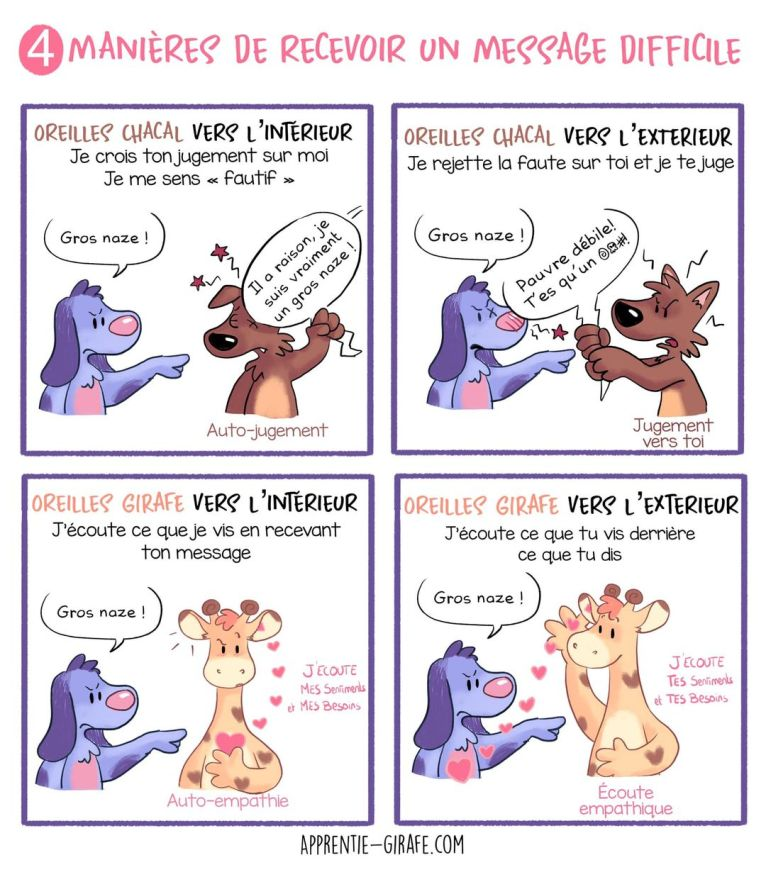 4 MANIÈRES DE RECEVOIR UN MESSAGE DIFFICILE
OREILLES CHACAL VERS L'INTÉRIEUR
Je crois ton jugement sur moi
Je me sens « fautif »
Gros naze !
Il a raison, je
suis vraiment
un gros naze !
Auto-jugement
OREILLES CHACAL VERS L'EXTERIEUR
Je rejette la faute sur toi et je te juge
Gros naze !
Pauvre débile!
T'es qu'un @&#!
Jugement
vers toi
OREILLES GIRAFE VERS L'INTÉRIEUR
J'écoute ce que je vis en recevant
ton message
Gros naze !
J'ÉCOUTE
MES Sentiments
et MES BESOINS
Auto-empathie
OREILLES GIRAFE VERS L'EXTERIEUR
J'écoute ce que tu vis derrière
ce que tu dis
Gros naze !
J'ÉCOUTE
TES Sentiments
et TES BESOINS
Écoute
empathique
APPRENTIE-GIRAFE.COM